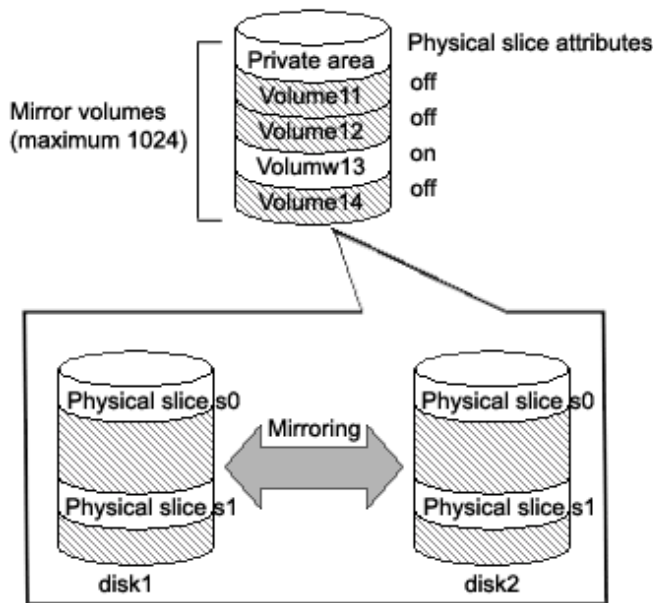 Physical slice attributes
Private area
off
Volume11
Mirror volumes
(maximum 1024)
off
Volume12
on
Volumw13
off
Volume14
Physical slice s0
Physical slice s0
Mirroring
Physical slice s1
Physical slice s1
disk1
disk2